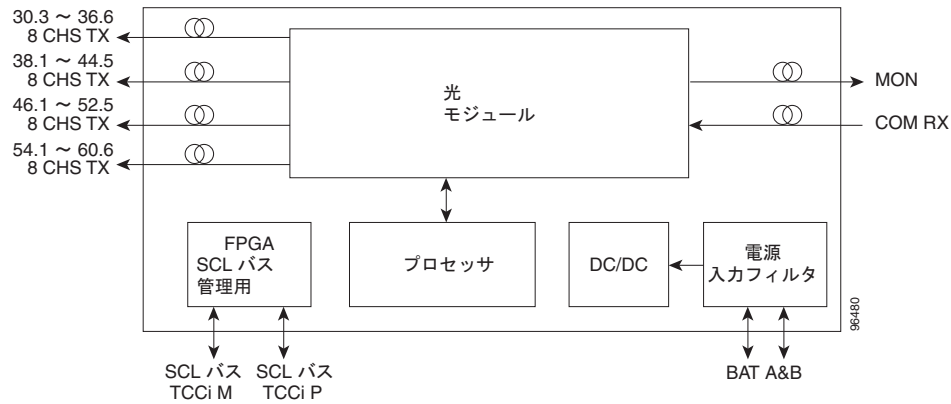 30.3 ～ 36.6
8 CHS TX
38.1 ～ 44.5
8 CHS TX
46.1 ～ 52.5
8 CHS TX
54.1 ～ 60.6
8 CHS TX
光
モジュール
MON
COM RX
FPGA
SCL バス
管理用
プロセッサ
DC/DC
電源
入力フィルタ
96480
SCL バス
TCCi M
SCL バス
TCCi P
BAT A&B